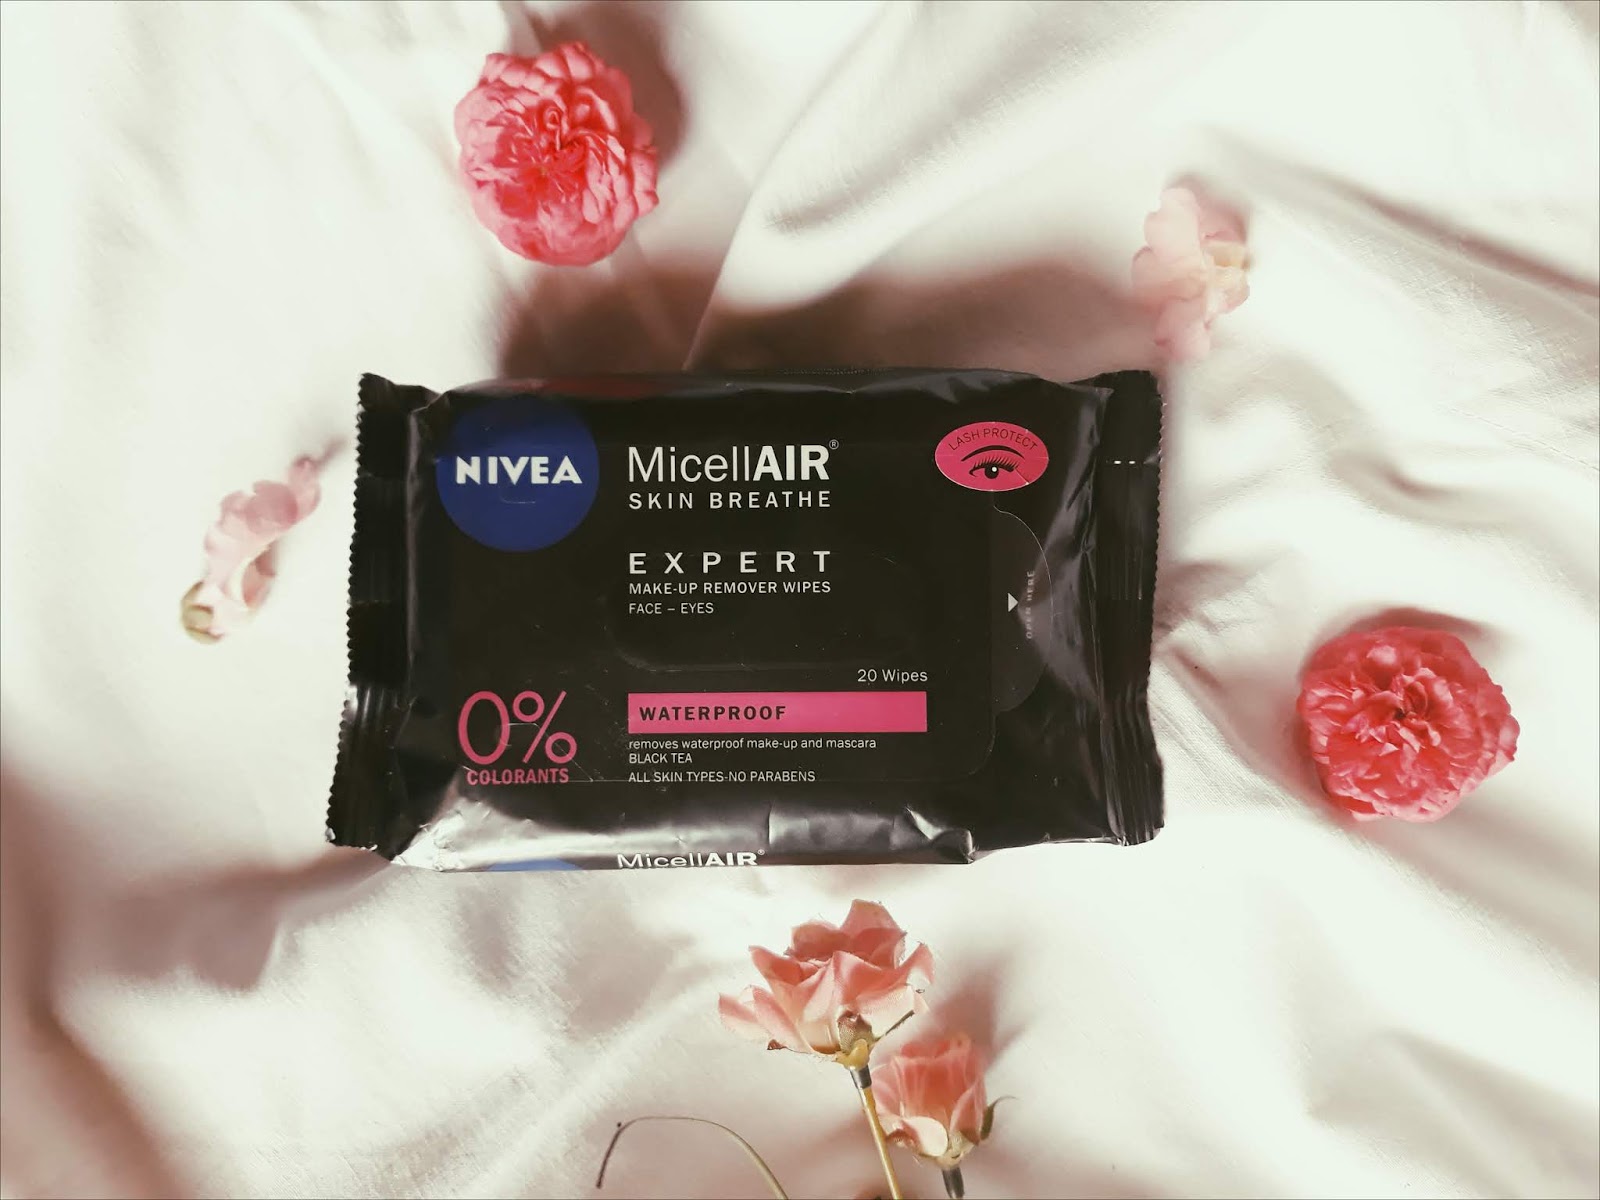 NIVEA
MicellAIR®
SKIN BREATHE
LASH PROTECT
EXPERT
MAKE-UP REMOVER WIPES
FACE – EYES
OPEN HERE
20 Wipes
0%
COLORANTS
WATERPROOF
removes waterproof make-up and mascara
BLACK TEA
ALL SKIN TYPES-NO PARABENS
MicellAIR®